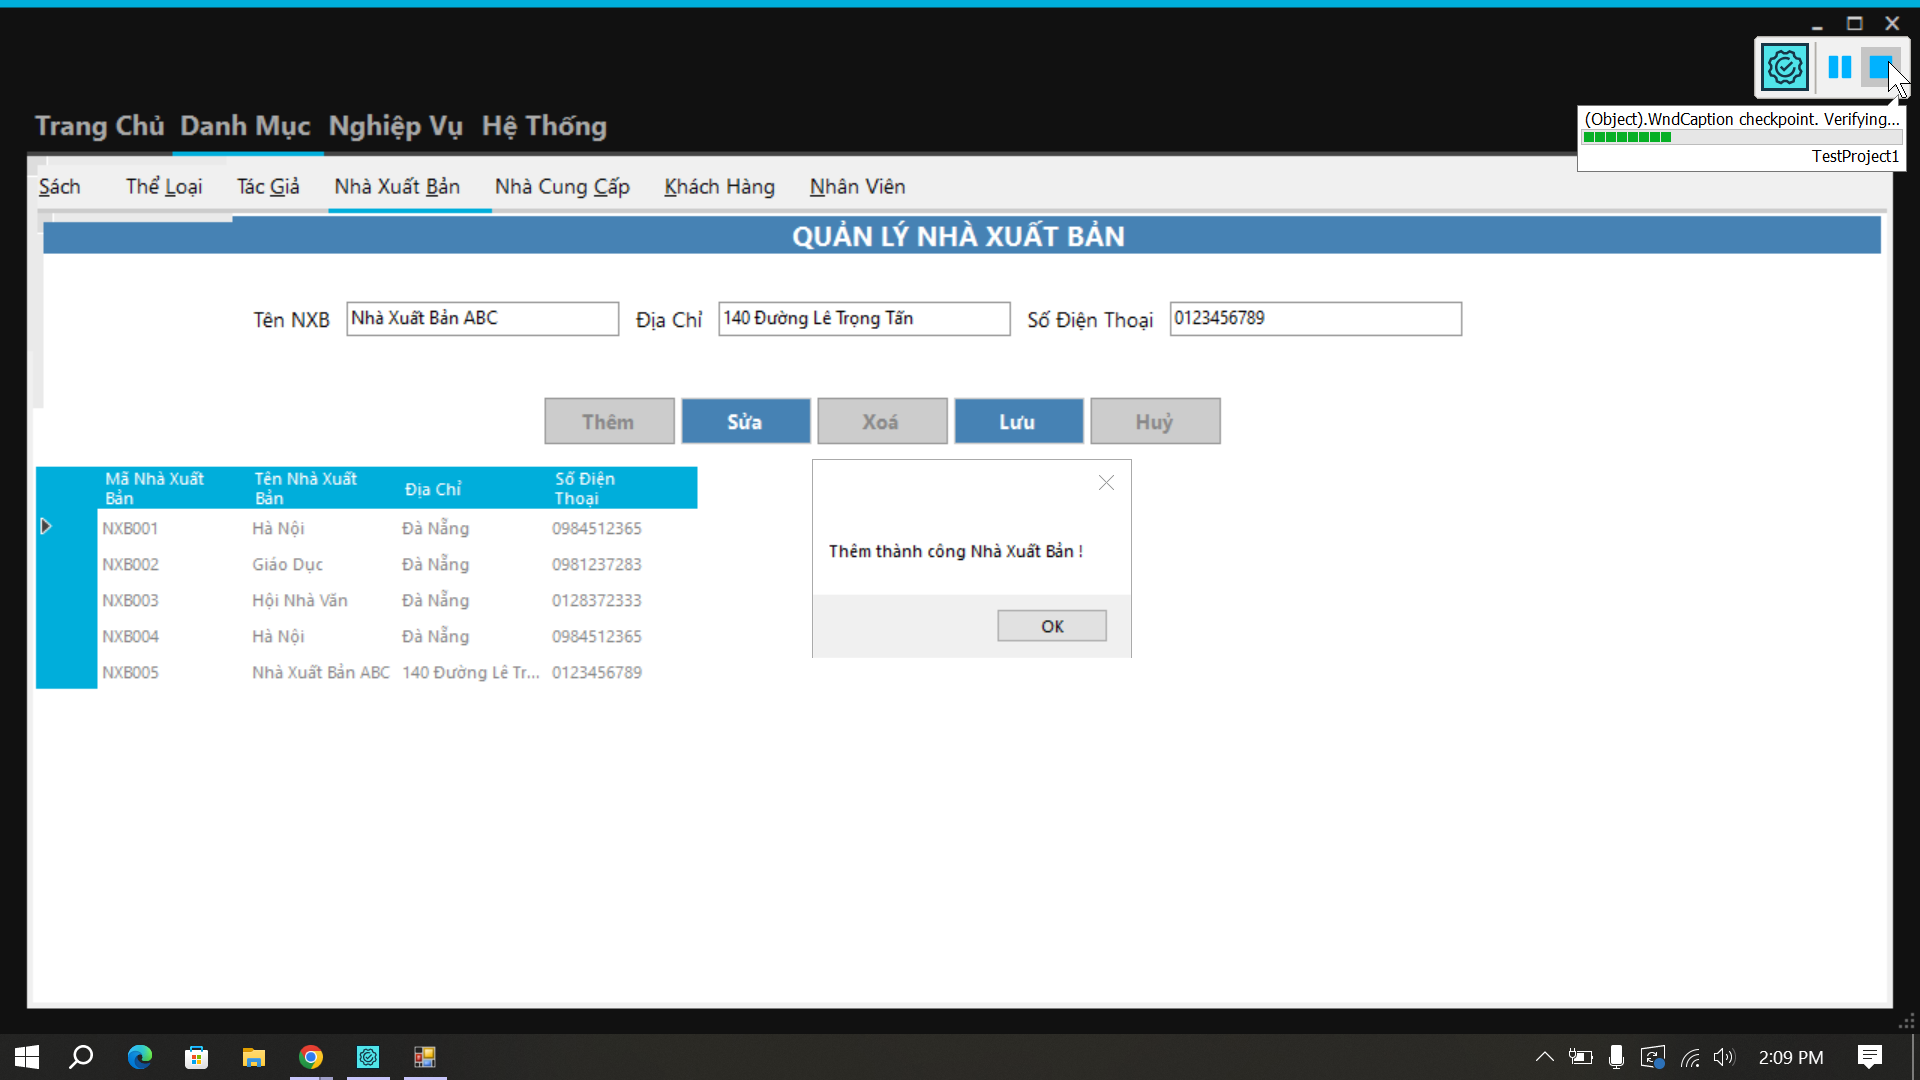 (Object).WndCaption checkpoint. Verifying...
TestProject1
Trang Chủ Danh Mục Nghiệp Vụ Hệ Thống
Sách Thể Loại Tác Giả Nhà Xuất Bản Nhà Cung Cấp Khách Hàng Nhân Viên
QUẢN LÝ NHÀ XUẤT BẢN
Tên NXB Nhà Xuất Bản ABC Địa Chỉ 140 Đường Lê Trọng Tấn Số Điện Thoại 0123456789
Thêm Sửa Xoá Lưu Huỷ
Mã Nhà Xuất Bản Tên Nhà Xuất Bản Địa Chỉ Số Điện Thoại
NXB001 Hà Nội Đà Nẵng 0984512365
NXB002 Giáo Dục Đà Nẵng 0981237283
NXB003 Hội Nhà Văn Đà Nẵng 0128372333
NXB004 Hà Nội Đà Nẵng 0984512365
NXB005 Nhà Xuất Bản ABC 140 Đường Lê Tr... 0123456789
Thêm thành công Nhà Xuất Bản !
OK
2:09 PM